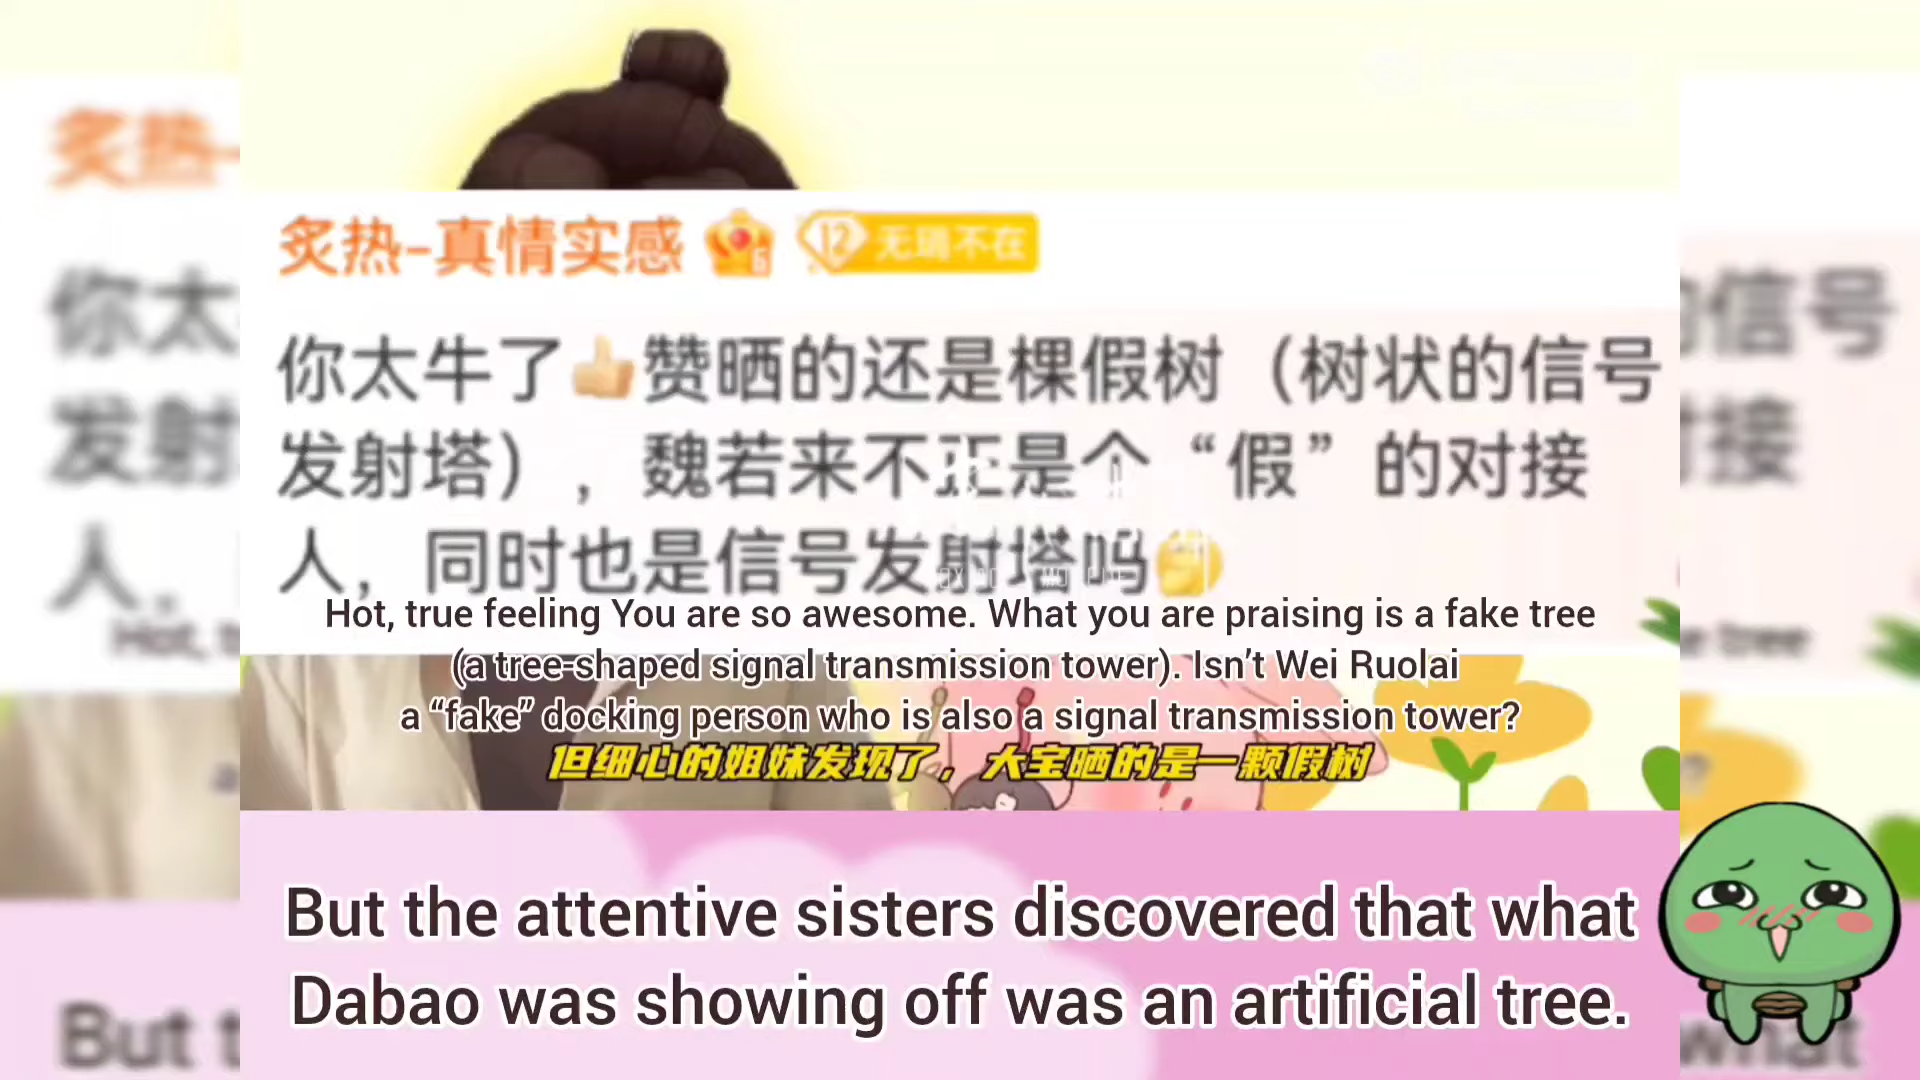 炙热-真情实感 6 12 无瑃不在
你太牛了👍赞晒的还是棵假树（树状的信号
发射塔），魏若来不正是个“假”的对接
人，同时也是信号发射塔吗
Hot, true feeling You are so awesome. What you are praising is a fake tree
(a tree-shaped signal transmission tower). Isn’t Wei Ruolai
a “fake” docking person who is also a signal transmission tower?
但细心的姐妹发现了，大宝晒的是一颗假树
But the attentive sisters discovered that what
Dabao was showing off was an artificial tree.